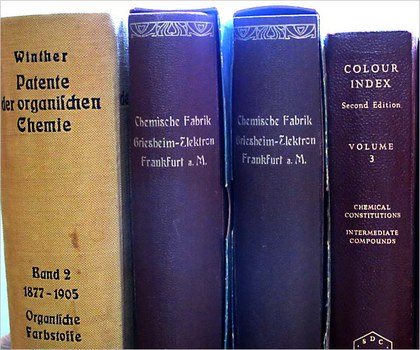 Winther
Patente
der organischen
Chemie
Band 2
1877-1905
Organische
Farbstoffe
Chemische Fabrik
Griesheim-Elektron
Frankfurt a. M.
Chemische Fabrik
Griesheim-Elektron
Frankfurt a. M.
COLOUR
INDEX
Second Edition
VOLUME
3
CHEMICAL
CONSTITUTIONS
INTERMEDIATE
COMPOUNDS
SDC